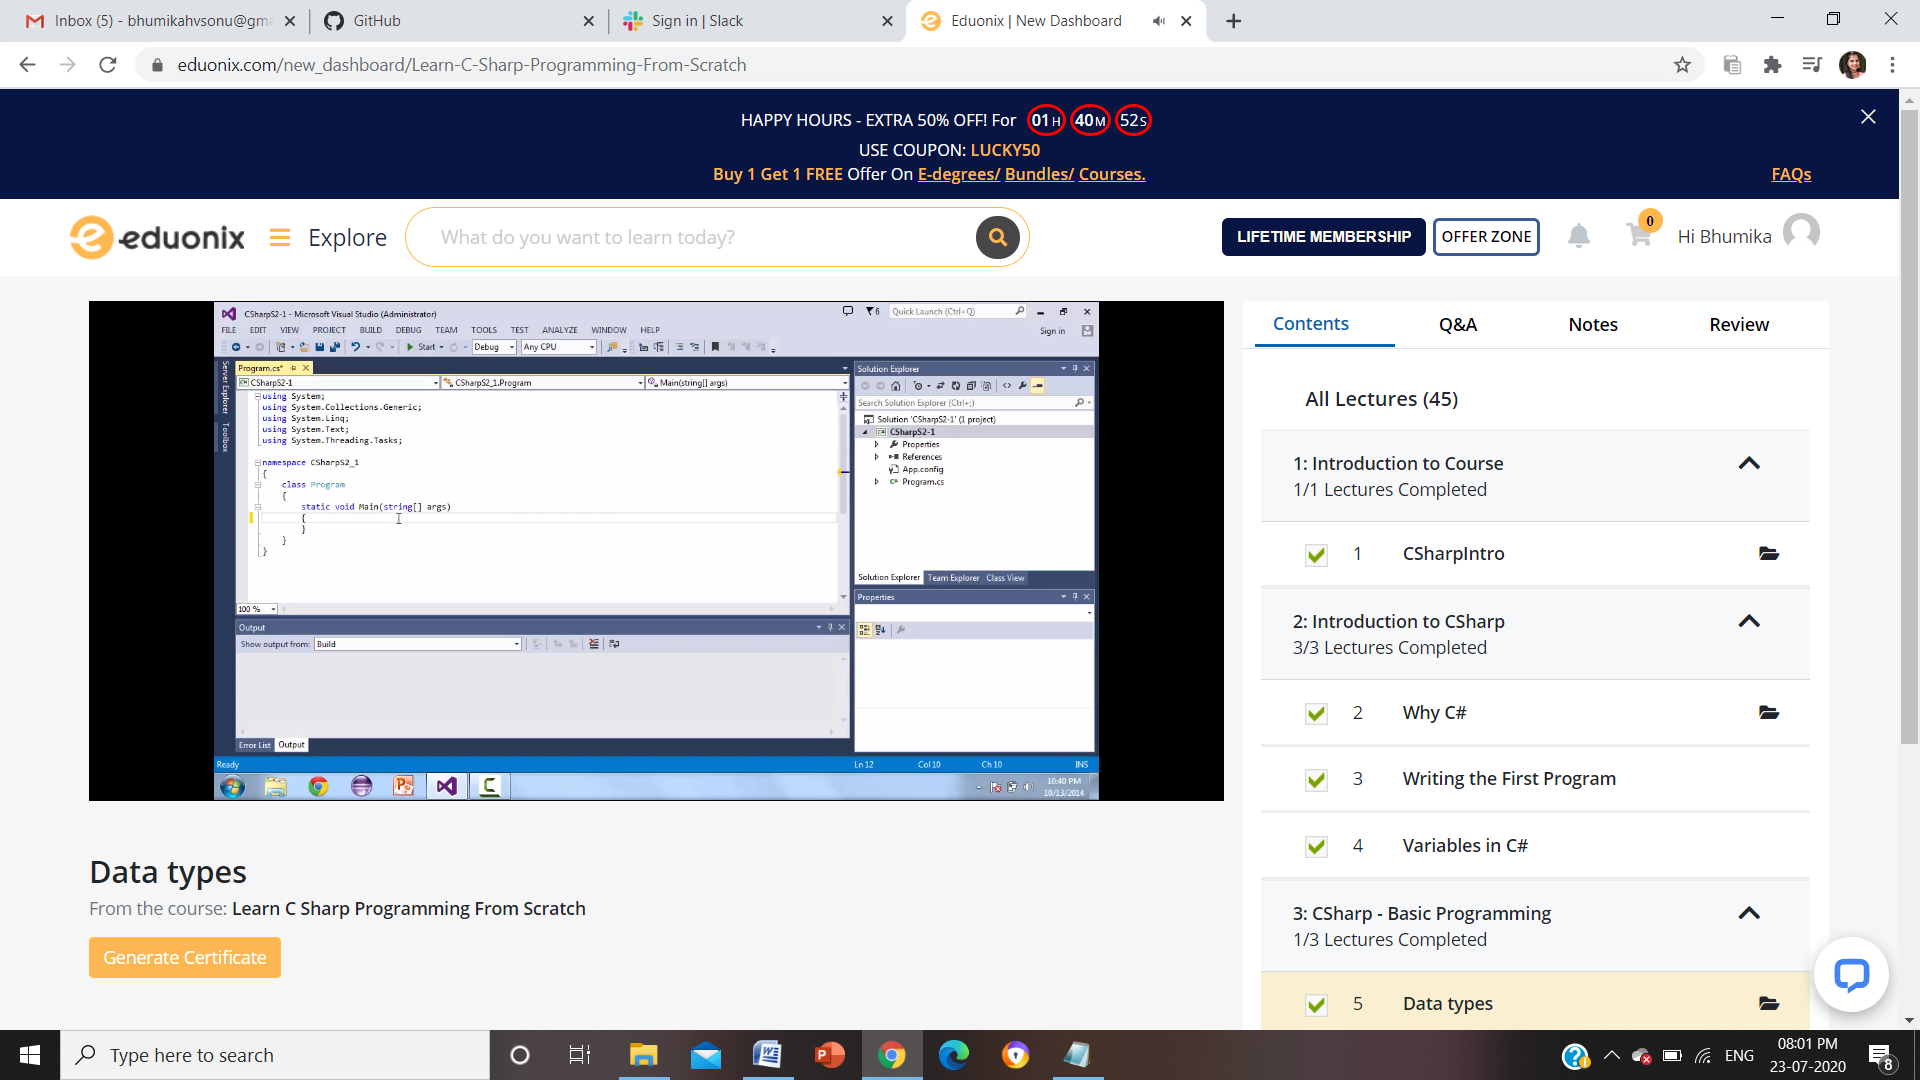 Inbox (5) - bhumikahvsonu@gma
GitHub
Sign in | Slack
Eduonix | New Dashboard
eduonix.com/new_dashboard/Learn-C-Sharp-Programming-From-Scratch
HAPPY HOURS - EXTRA 50% OFF! For 01H 40M 52S
USE COUPON: LUCKY50
Buy 1 Get 1 FREE Offer On E-degrees/ Bundles/ Courses.
FAQs
eduonix
Explore
What do you want to learn today?
LIFETIME MEMBERSHIP
OFFER ZONE
0
Hi Bhumika
CSharpS2-1 - Microsoft Visual Studio (Administrator)
6
Quick Launch (Ctrl+Q)
FILE EDIT VIEW PROJECT BUILD DEBUG TEAM TOOLS TEST ANALYZE WINDOW HELP
Sign in
Start
Debug
Any CPU
Server Explorer
Toolbox
Program.cs*
CSharpS2-1
CSharpS2_1.Program
Main(string[] args)
using System;
using System.Collections.Generic;
using System.Linq;
using System.Text;
using System.Threading.Tasks;
namespace CSharpS2_1
{
class Program
{
static void Main(string[] args)
{
}
}
}
100 %
Solution Explorer
Search Solution Explorer (Ctrl+;)
Solution 'CSharpS2-1' (1 project)
CSharpS2-1
Properties
References
App.config
Program.cs
Solution Explorer Team Explorer Class View
Properties
Output
Show output from: Build
Error List Output
Ready
Ln 12 Col 10 Ch 10 INS
10:40 PM
10/13/2014
Data types
From the course: Learn C Sharp Programming From Scratch
Generate Certificate
Contents
Q&A
Notes
Review
All Lectures (45)
1: Introduction to Course
1/1 Lectures Completed
1 CSharpIntro
2: Introduction to CSharp
3/3 Lectures Completed
2 Why C#
3 Writing the First Program
4 Variables in C#
3: CSharp - Basic Programming
1/3 Lectures Completed
5 Data types
Type here to search
ENG
08:01 PM
23-07-2020
8